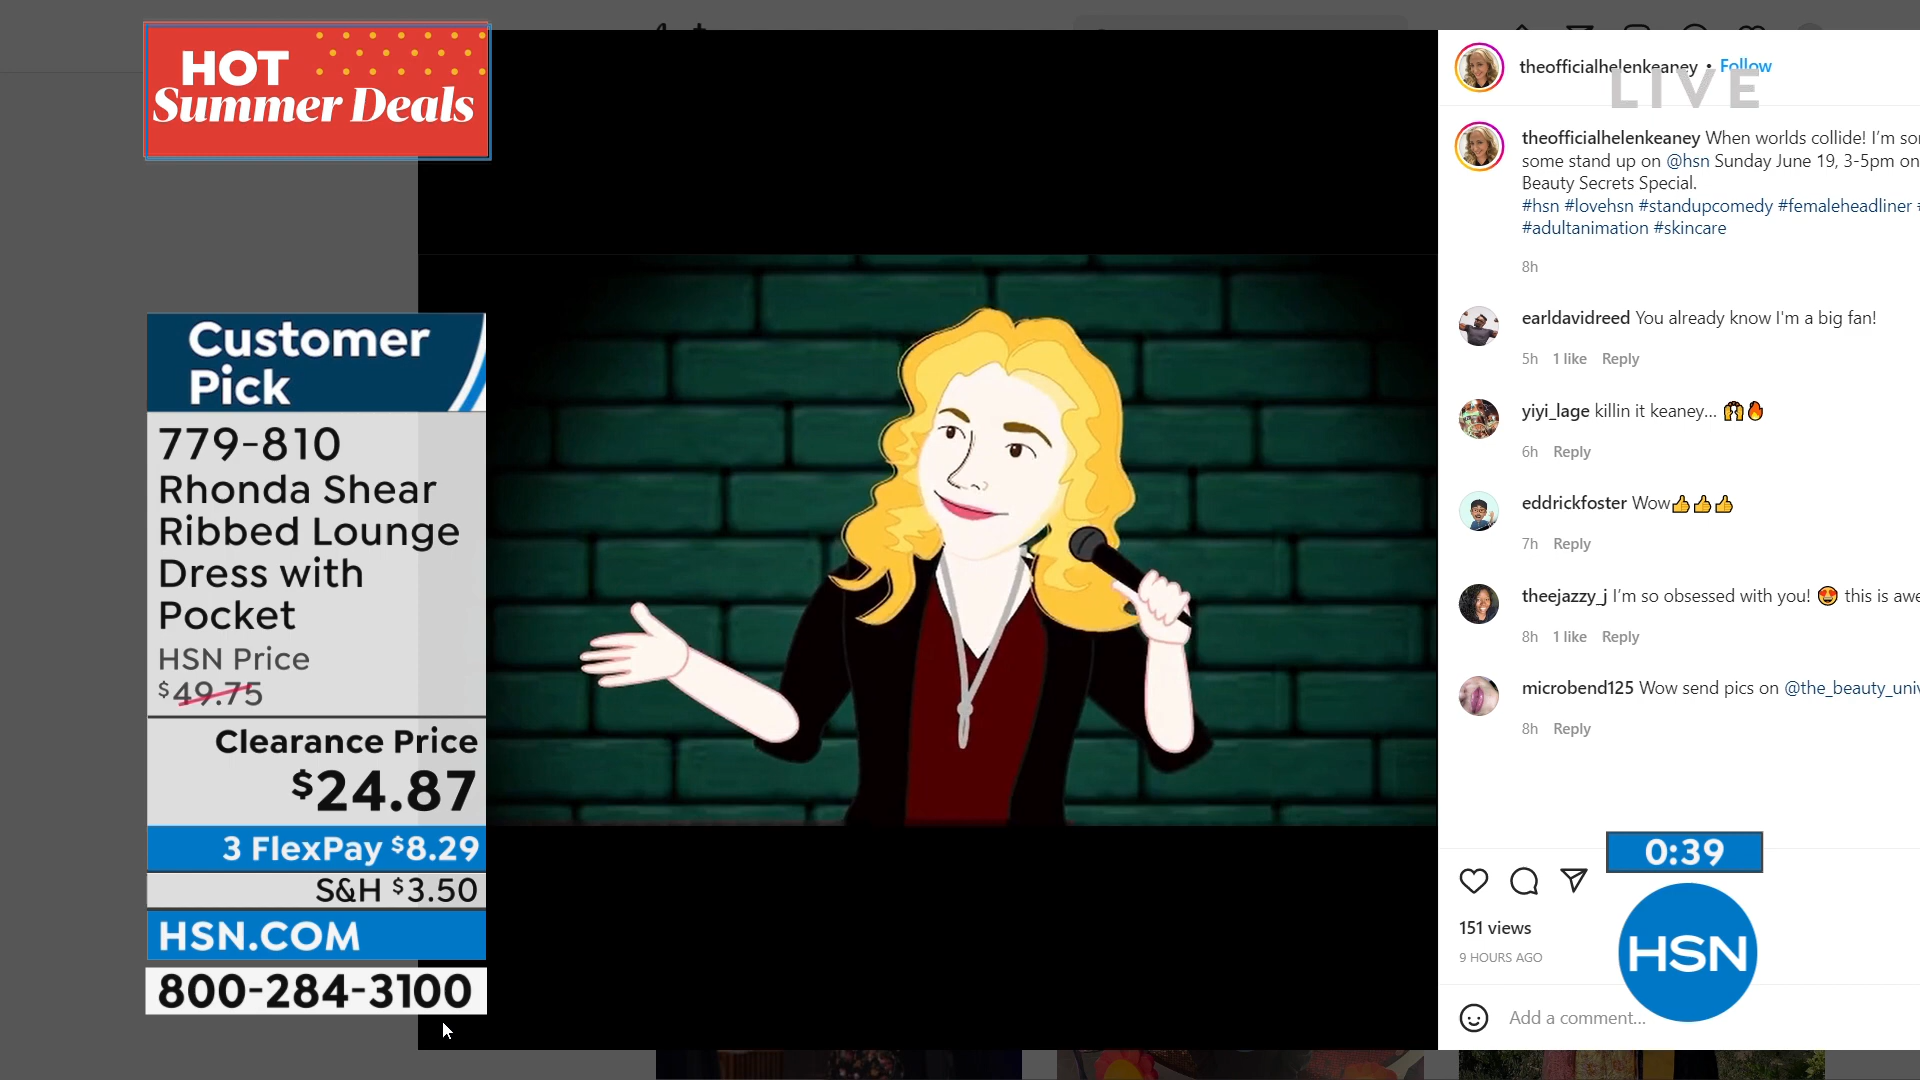 HOT
Summer Deals
Customer
Pick
779-810
Rhonda Shear
Ribbed Lounge
Dress with
Pocket
HSN Price
$49.75
Clearance Price
$24.87
3 FlexPay $8.29
S&H $3.50
HSN.COM
800-284-3100
theofficialhelenkeaney • Follow
LIVE
theofficialhelenkeaney When worlds collide! I'm
some stand up on @hsn Sunday June 19, 3-5pm on
Beauty Secrets Special.
#hsn #lovehsn #standupcomedy #femaleheadliner
#adultanimation #skincare
8h
earldavidreed You already know I'm a big fan!
5h 1 like Reply
yiyi_lage killin it keaney... 🙌🔥
6h Reply
eddrickfoster Wow👍👍👍
7h Reply
theejazzy_j I'm so obsessed with you! 😍 this is
8h 1 like Reply
microbend125 Wow send pics on
8h Reply
0:39
151 views
9 HOURS AGO
HSN
Add a comment...